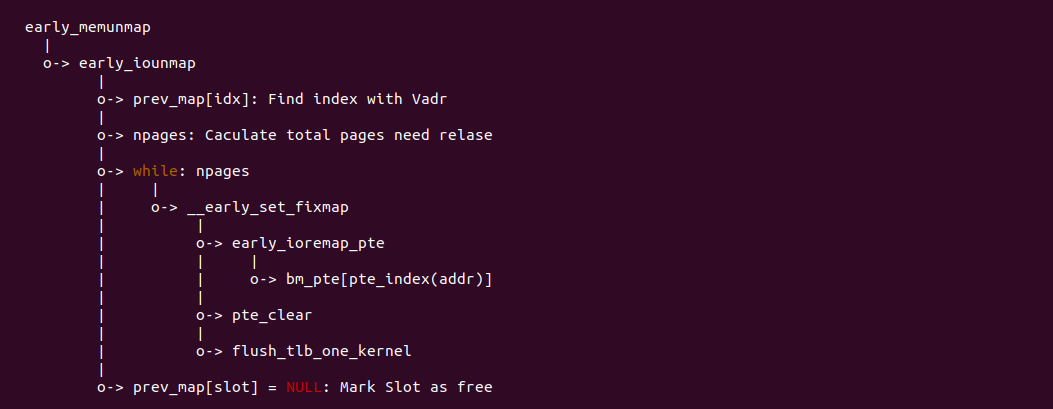 early_memunmap
  |
  o-> early_iounmap
        |
        o-> prev_map[idx]: Find index with Vadr
        |
        o-> npages: Caculate total pages need relase
        |
        o-> while: npages
        |     |
        |     o-> __early_set_fixmap
        |          |
        |          o-> early_ioremap_pte
        |          |     |
        |          |     o-> bm_pte[pte_index(addr)]
        |          |
        |          o-> pte_clear
        |          |
        |          o-> flush_tlb_one_kernel
        |
        o-> prev_map[slot] = NULL: Mark Slot as free